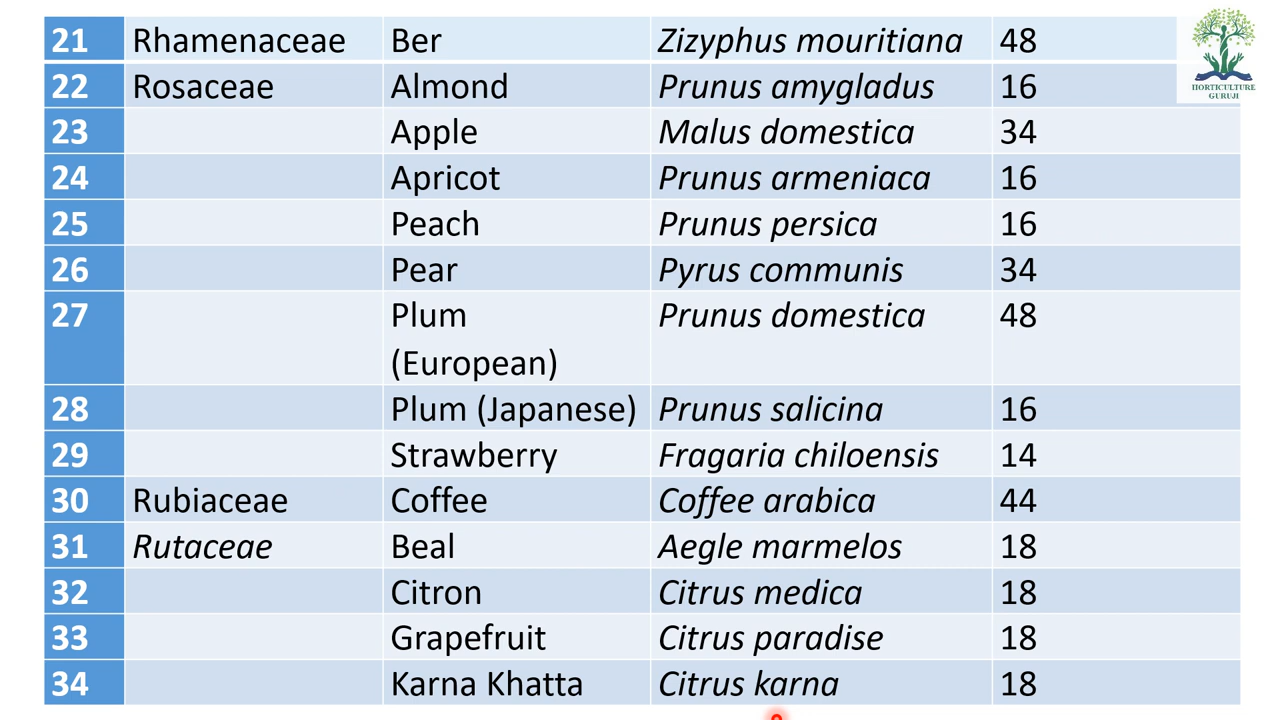 21 Rhamenaceae Ber Zizyphus mouritiana 48
22 Rosaceae Almond Prunus amygladus 16
HORTICULTURE
GURUJI
23 Apple Malus domestica 34
24 Apricot Prunus armeniaca 16
25 Peach Prunus persica 16
26 Pear Pyrus communis 34
27 Plum Prunus domestica 48
(European)
28 Plum (Japanese) Prunus salicina 16
29 Strawberry Fragaria chiloensis 14
30 Rubiaceae Coffee Coffee arabica 44
31 Rutaceae Beal Aegle marmelos 18
32 Citron Citrus medica 18
33 Grapefruit Citrus paradise 18
34 Karna Khatta Citrus karna 18